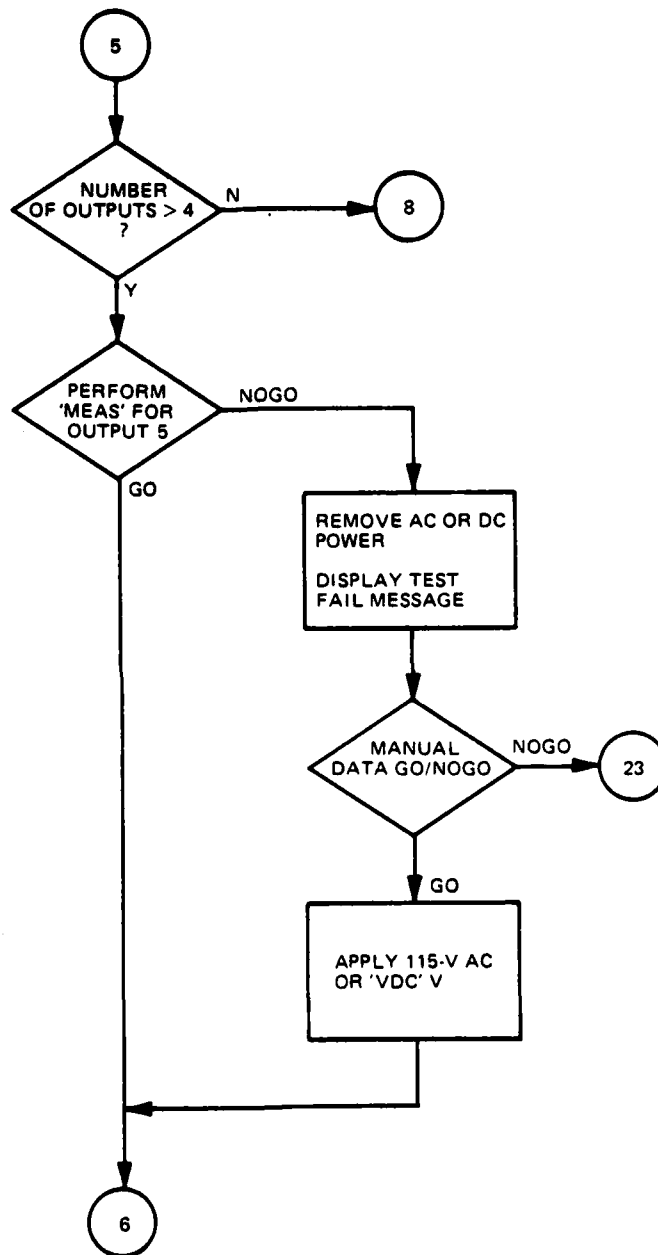 5
NUMBER
OF OUTPUTS > 4
?
N
8
Y
PERFORM
'MEAS' FOR
OUTPUT 5
NOGO
GO
REMOVE AC OR DC
POWER
DISPLAY TEST
FAIL MESSAGE
MANUAL
DATA GO/NOGO
NOGO
23
GO
APPLY 115-V AC
OR 'VDC' V
6